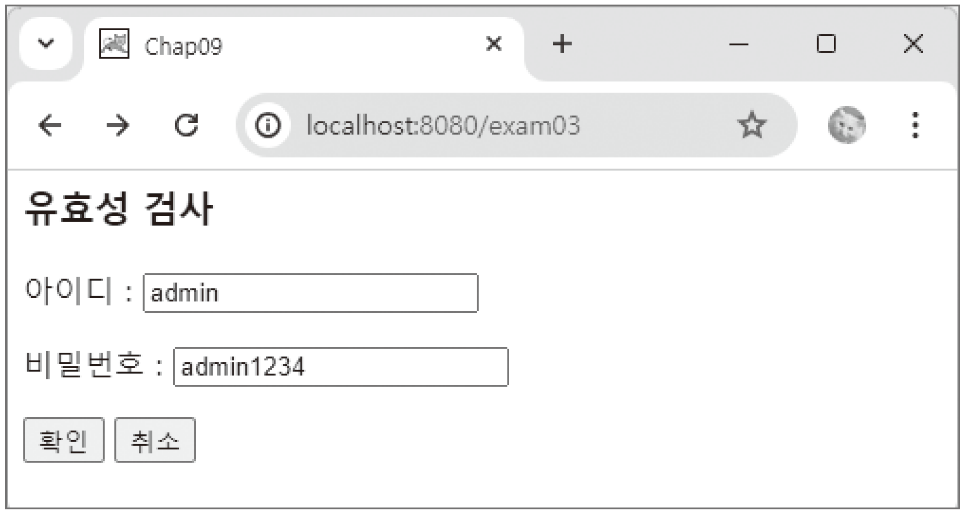 Chap09
localhost:8080/exam03
유효성 검사
아이디 : admin
비밀번호 : admin1234
확인 취소